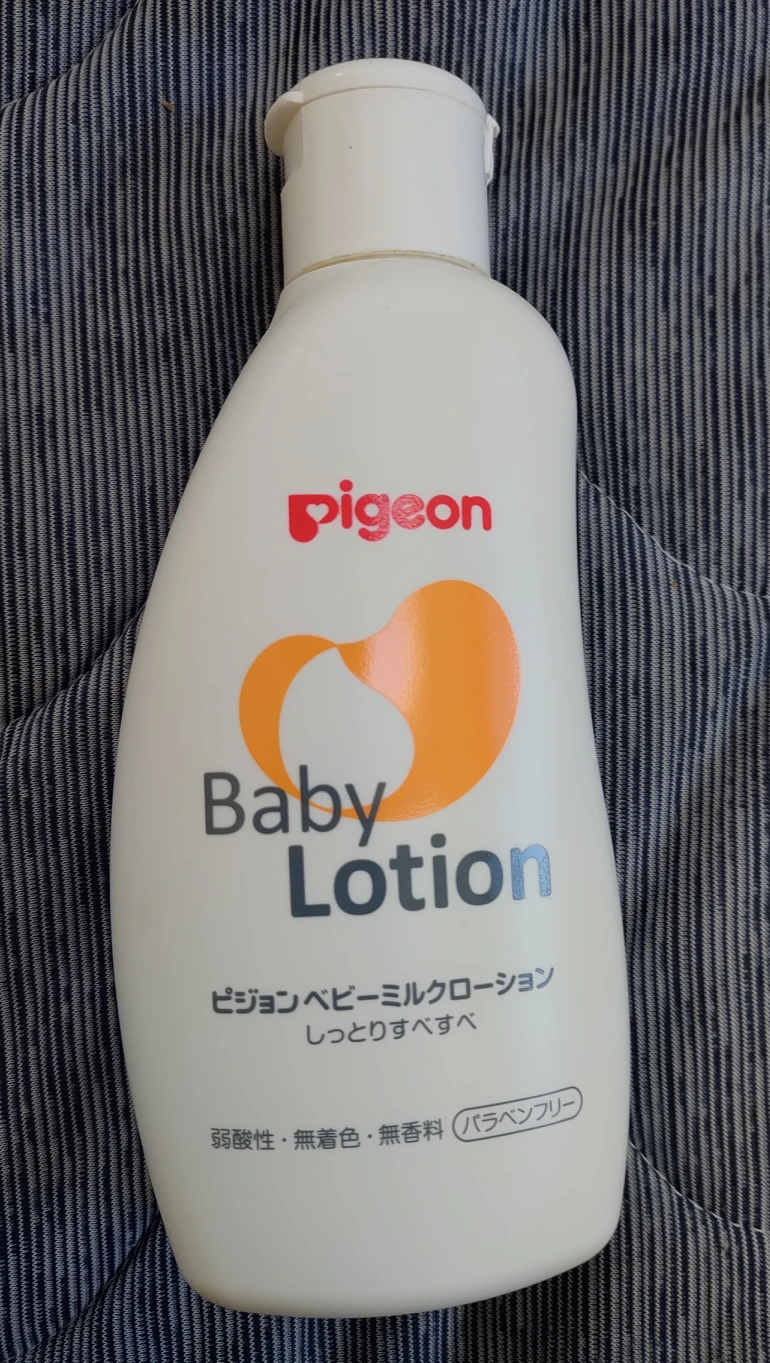 pigeon
Baby
Lotion
ピジョン ベビーミルクローション
しっとりすべすべ
弱酸性・無着色・無香料 パラベンフリー